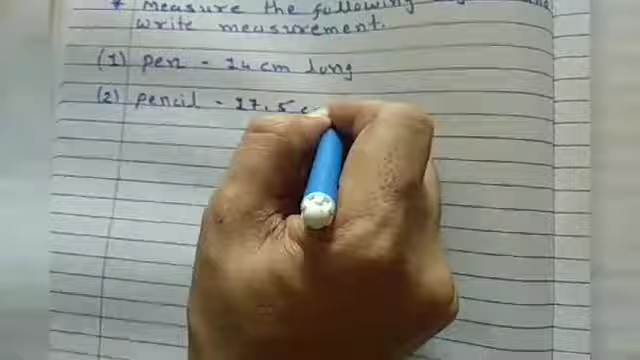 * Measure the following
write measurement.
(1) pen - 14 cm long
(2) pencil - 17.5 c